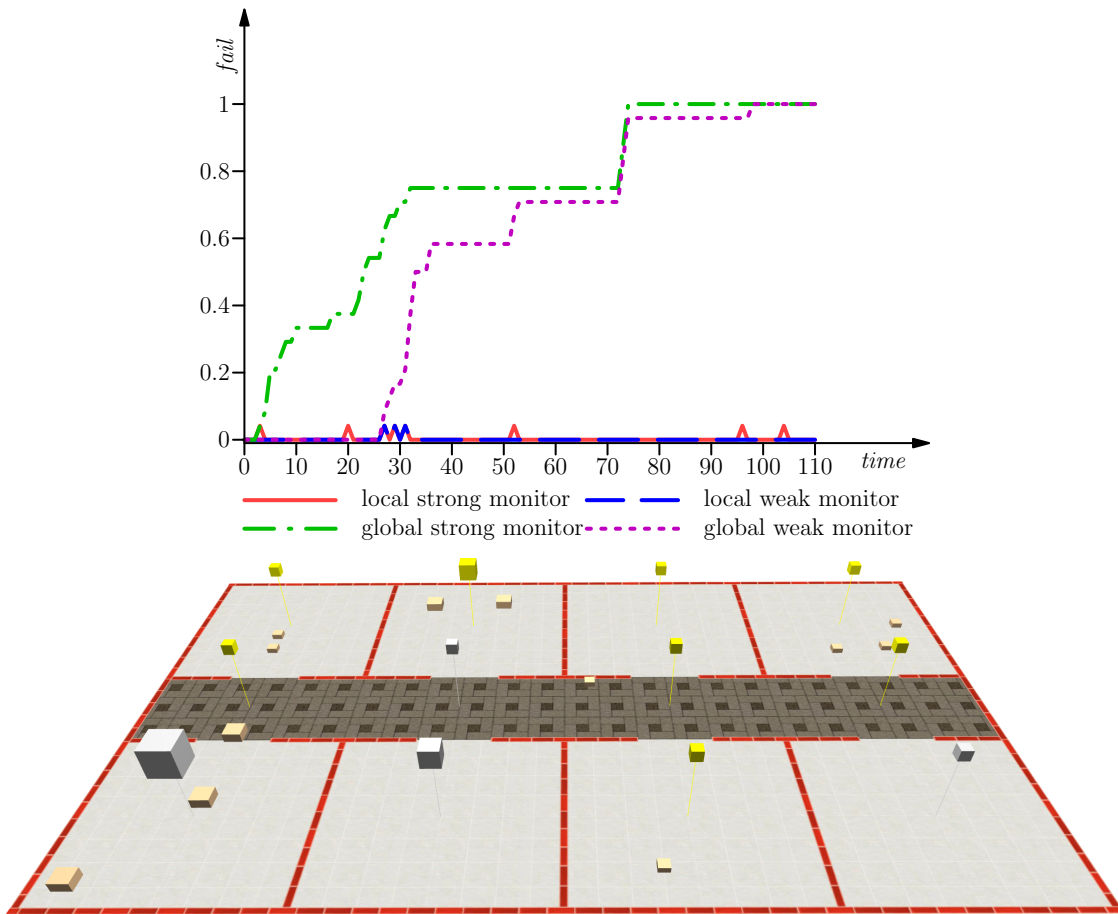 fail
1
0.8
0.6
0.4
0.2
0
0 10 20 30 40 50 60 70 80 90 100 110
time
local strong monitor local weak monitor
global strong monitor global weak monitor